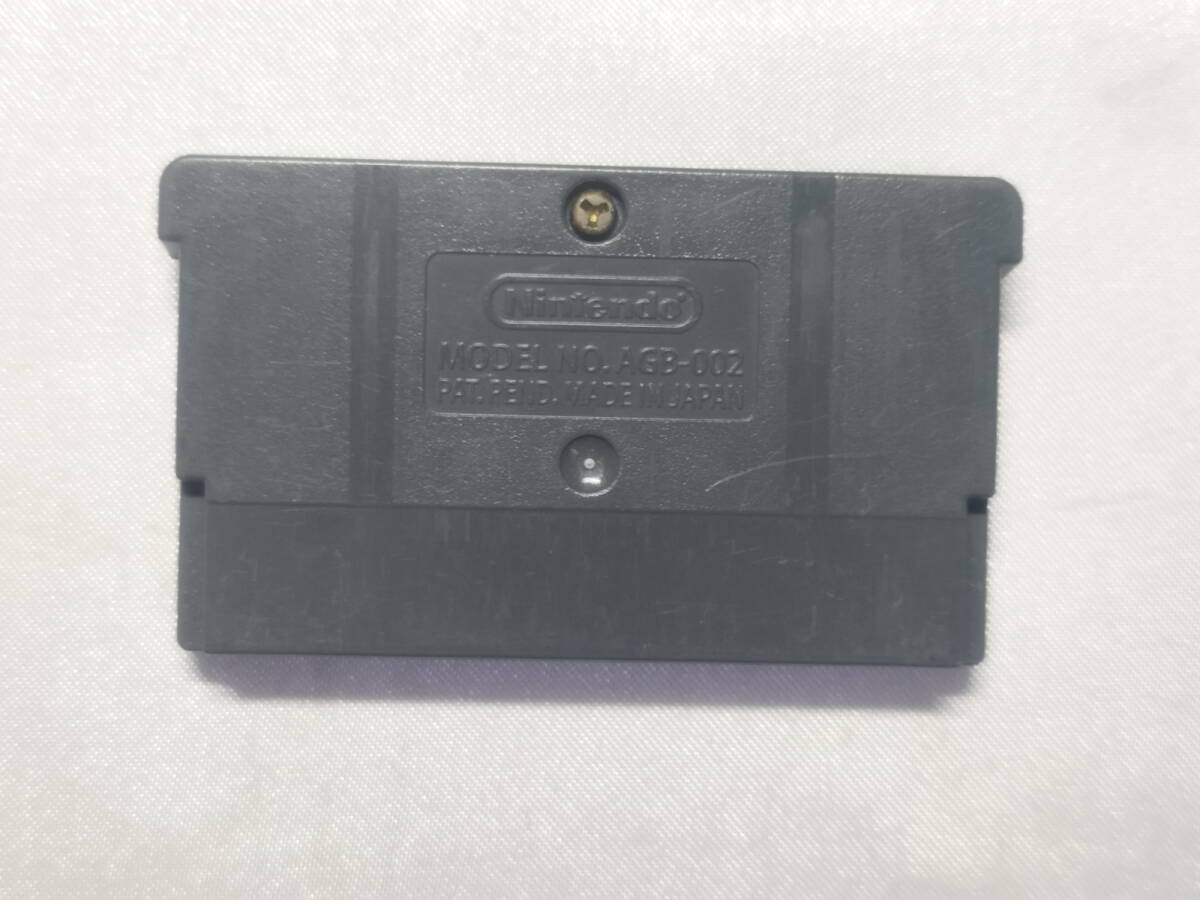 Nintendo®
MODEL NO. AGB-002
PAT. PEND. MADE IN JAPAN